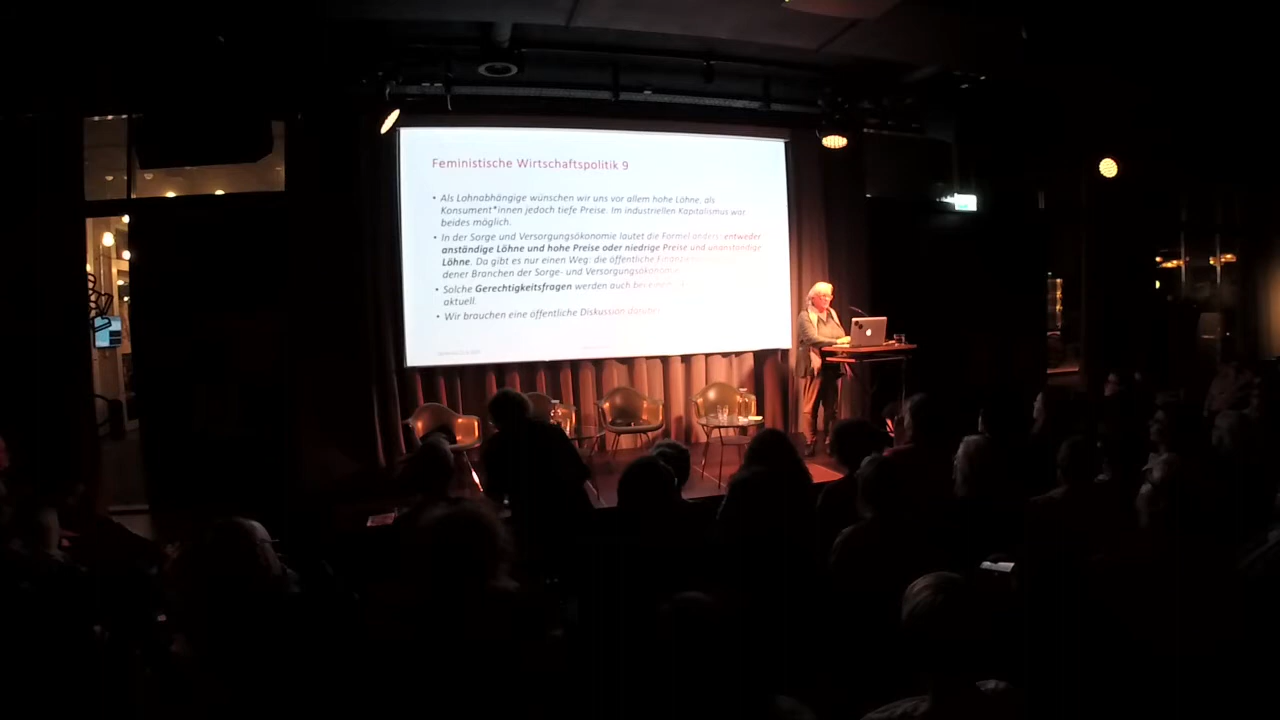 Feministische Wirtschaftspolitik 9
• Als Lohnabhängige wünschen wir uns vor allem hohe Löhne, als
Konsument*innen jedoch tiefe Preise. Im industriellen Kapitalismus war
beides möglich.
• In der Sorge und Versorgungsökonomie lautet die Formel anders: entweder
anständige Löhne und hohe Preise oder niedrige Preise und unanständige
Löhne. Da gibt es nur einen Weg: die öffentliche
dener Branchen der Sorge- und Versorgungsökonomie
• Solche Gerechtigkeitsfragen werden auch bei
aktuell.
• Wir brauchen eine öffentliche Diskussion darüber